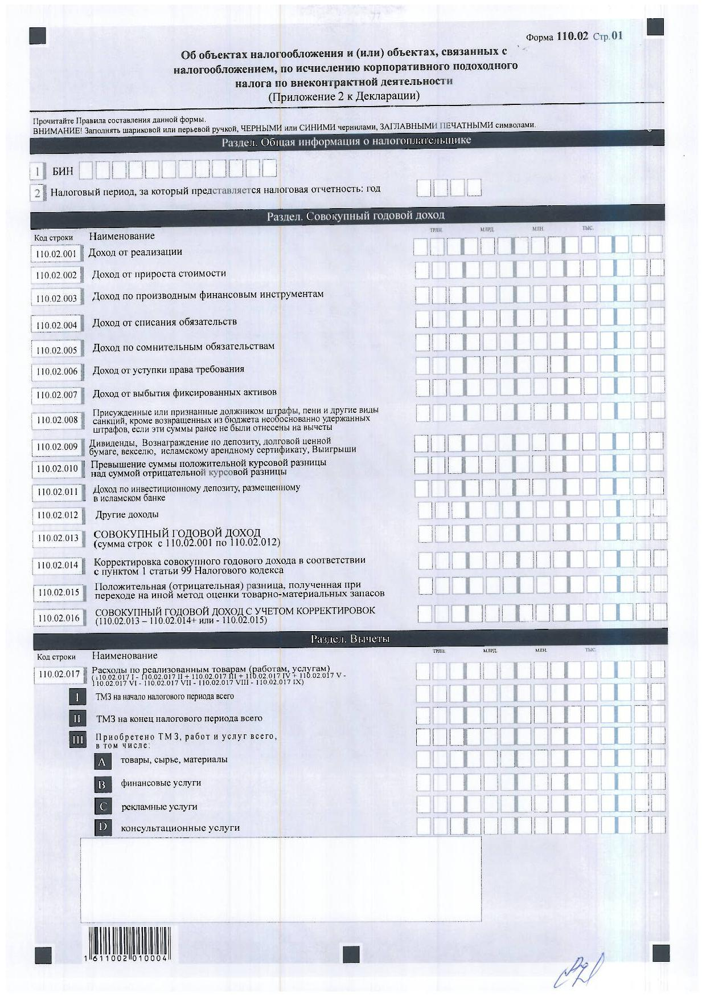 Форма 110.02 Стр.01
Об объектах налогообложения и (или) объектах, связанных с
налогообложением, по исчислению корпоративного подоходного
налога по внеконтрактной деятельности
(Приложение 2 к Декларации)
Прочитайте Правила составления данной формы.
ВНИМАНИЕ! Заполнять шариковой или перьевой ручкой, ЧЕРНЫМИ или СИНИМИ чернилами, ЗАГЛАВНЫМИ ПЕЧАТНЫМИ символами.
Раздел. Общая информация о налогоплательщике
1 БИН
2 Налоговый период, за который представляется налоговая отчетность: год
Раздел. Совокупный годовой доход
Код строки Наименование ТРЛН. МЛРД. МЛН. ТЫС.
110.02.001 Доход от реализации
110.02.002 Доход от прироста стоимости
110.02.003 Доход по производным финансовым инструментам
110.02.004 Доход от списания обязательств
110.02.005 Доход по сомнительным обязательствам
110.02.006 Доход от уступки права требования
110.02.007 Доход от выбытия фиксированных активов
110.02.008 Присужденные или признанные должником штрафы, пени и другие виды
санкций, кроме возвращенных из бюджета необоснованно удержанных
штрафов, если эти суммы ранее не были отнесены на вычеты
110.02.009 Дивиденды, Вознаграждение по депозиту, долговой ценной
бумаге, векселю, исламскому арендному сертификату, Выигрыши
110.02.010 Превышение суммы положительной курсовой разницы
над суммой отрицательной курсовой разницы
110.02.011 Доход по инвестиционному депозиту, размещенному
в исламском банке
110.02.012 Другие доходы
110.02.013 СОВОКУПНЫЙ ГОДОВОЙ ДОХОД
(сумма строк с 110.02.001 по 110.02.012)
110.02.014 Корректировка совокупного годового дохода в соответствии
с пунктом 1 статьи 99 Налогового кодекса
110.02.015 Положительная (отрицательная) разница, полученная при
переходе на иной метод оценки товарно-материальных запасов
110.02.016 СОВОКУПНЫЙ ГОДОВОЙ ДОХОД С УЧЕТОМ КОРРЕКТИРОВОК
(110.02.013 – 110.02.014+ или - 110.02.015)
Раздел. Вычеты
Код строки Наименование ТРЛН. МЛРД. МЛН. ТЫС.
110.02.017 Расходы по реализованным товарам (работам, услугам)
(110.02.017 I - 110.02.017 II + 110.02.017 III + 110.02.017 IV + 110.02.017 V -
110.02.017 VI - 110.02.017 VII - 110.02.017 VIII - 110.02.017 IX)
I ТМЗ на начало налогового периода всего
II ТМЗ на конец налогового периода всего
III Приобретено ТМЗ, работ и услуг всего,
в том числе:
A товары, сырье, материалы
B финансовые услуги
C рекламные услуги
D консультационные услуги
1 611002 010004